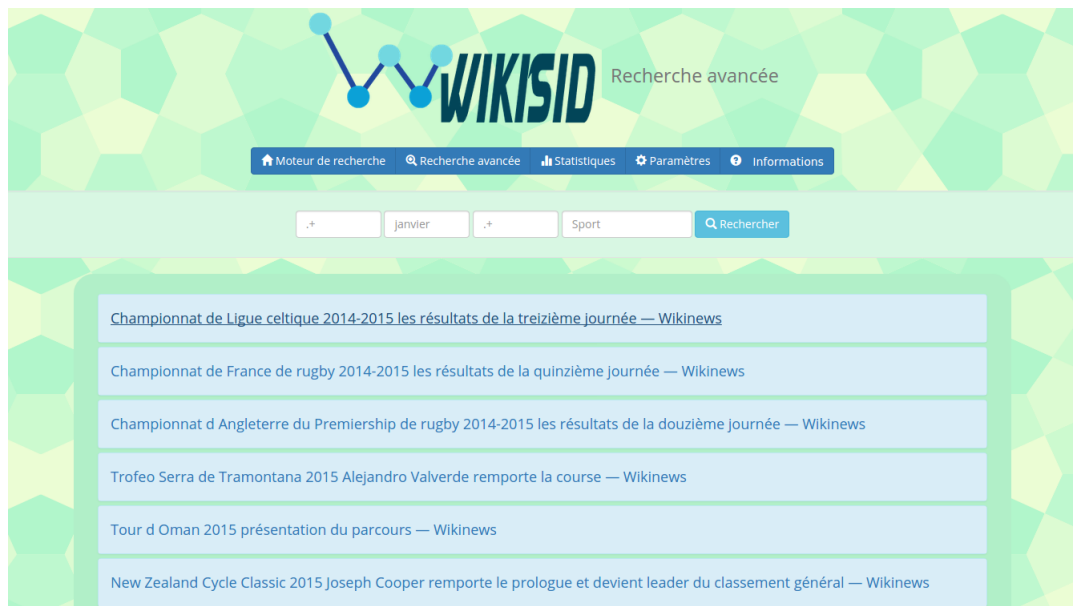 WIKISID Recherche avancée
Moteur de recherche Recherche avancée Statistiques Paramètres Informations
.+ janvier .+ Sport Rechercher
Championnat de Ligue celtique 2014-2015 les résultats de la treizième journée — Wikinews
Championnat de France de rugby 2014-2015 les résultats de la quinzième journée — Wikinews
Championnat d Angleterre du Premiership de rugby 2014-2015 les résultats de la douzième journée — Wikinews
Trofeo Serra de Tramontana 2015 Alejandro Valverde remporte la course — Wikinews
Tour d Oman 2015 présentation du parcours — Wikinews
New Zealand Cycle Classic 2015 Joseph Cooper remporte le prologue et devient leader du classement général — Wikinews